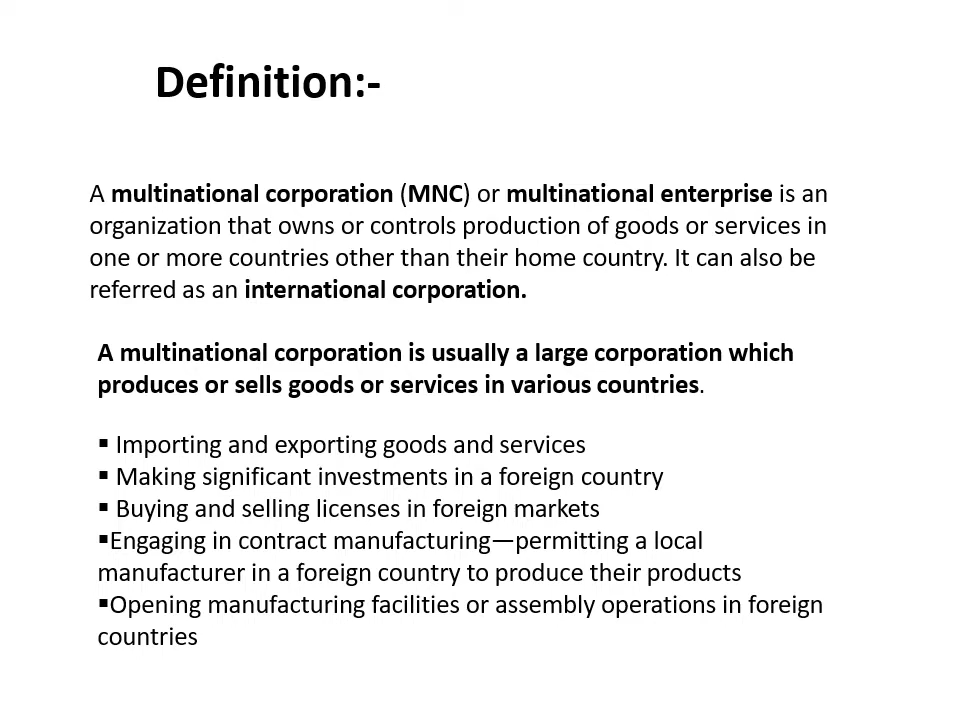 Definition:-
A multinational corporation (MNC) or multinational enterprise is an
organization that owns or controls production of goods or services in
one or more countries other than their home country. It can also be
referred as an international corporation.
A multinational corporation is usually a large corporation which
produces or sells goods or services in various countries.
▪ Importing and exporting goods and services
▪ Making significant investments in a foreign country
▪ Buying and selling licenses in foreign markets
▪Engaging in contract manufacturing—permitting a local
manufacturer in a foreign country to produce their products
▪Opening manufacturing facilities or assembly operations in foreign
countries